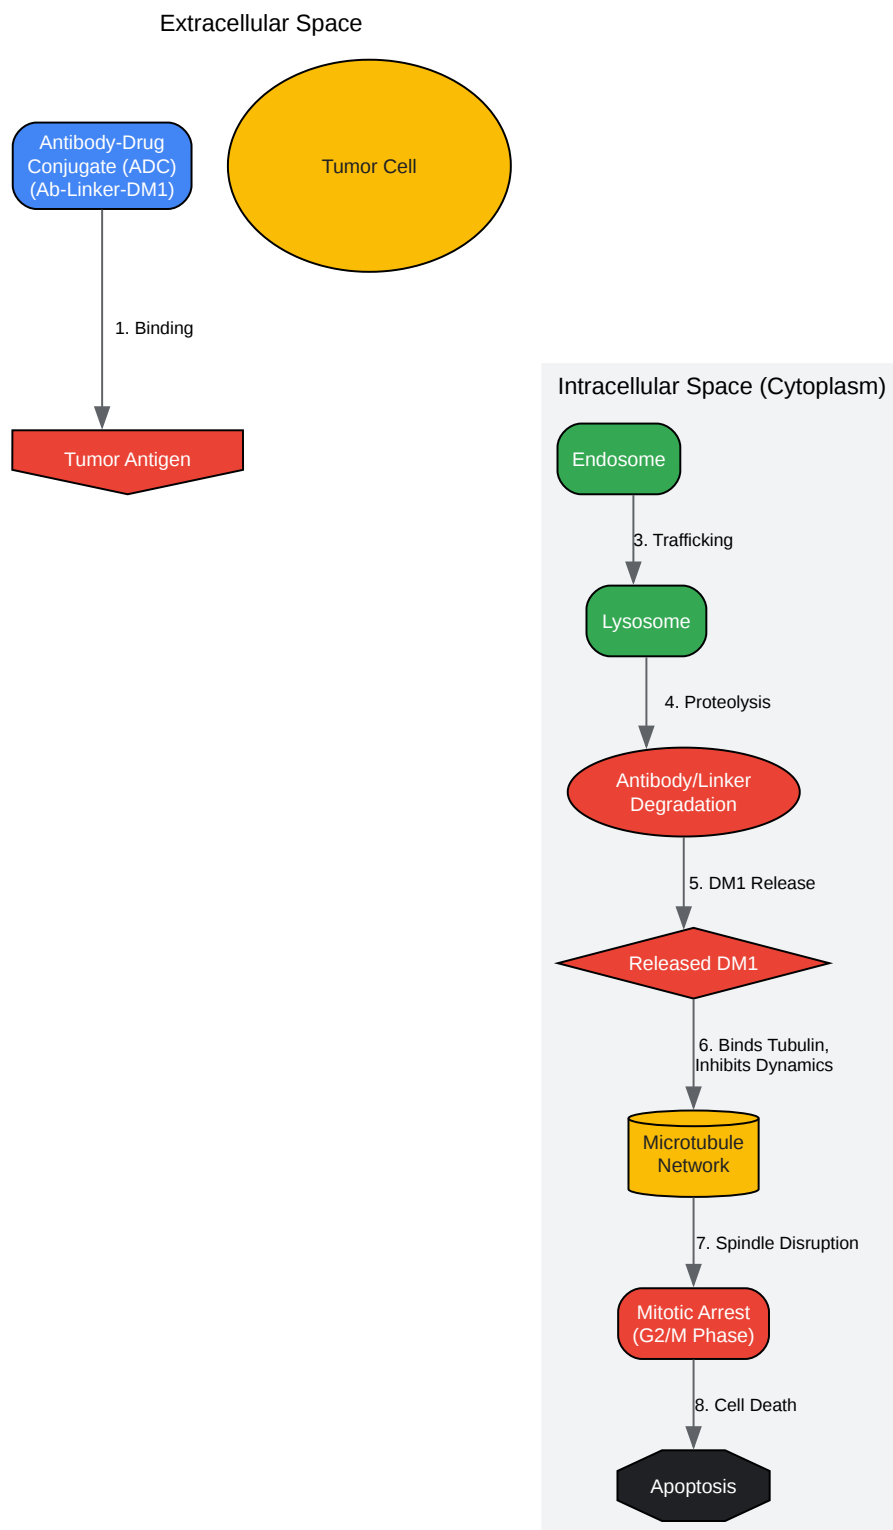 Extracellular Space
Antibody-Drug
Conjugate (ADC)
(Ab-Linker-DM1)
Tumor Cell
1. Binding
Tumor Antigen
Intracellular Space (Cytoplasm)
Endosome
3. Trafficking
Lysosome
4. Proteolysis
Antibody/Linker
Degradation
5. DM1 Release
Released DM1
6. Binds Tubulin,
Inhibits Dynamics
Microtubule
Network
7. Spindle Disruption
Mitotic Arrest
(G2/M Phase)
8. Cell Death
Apoptosis